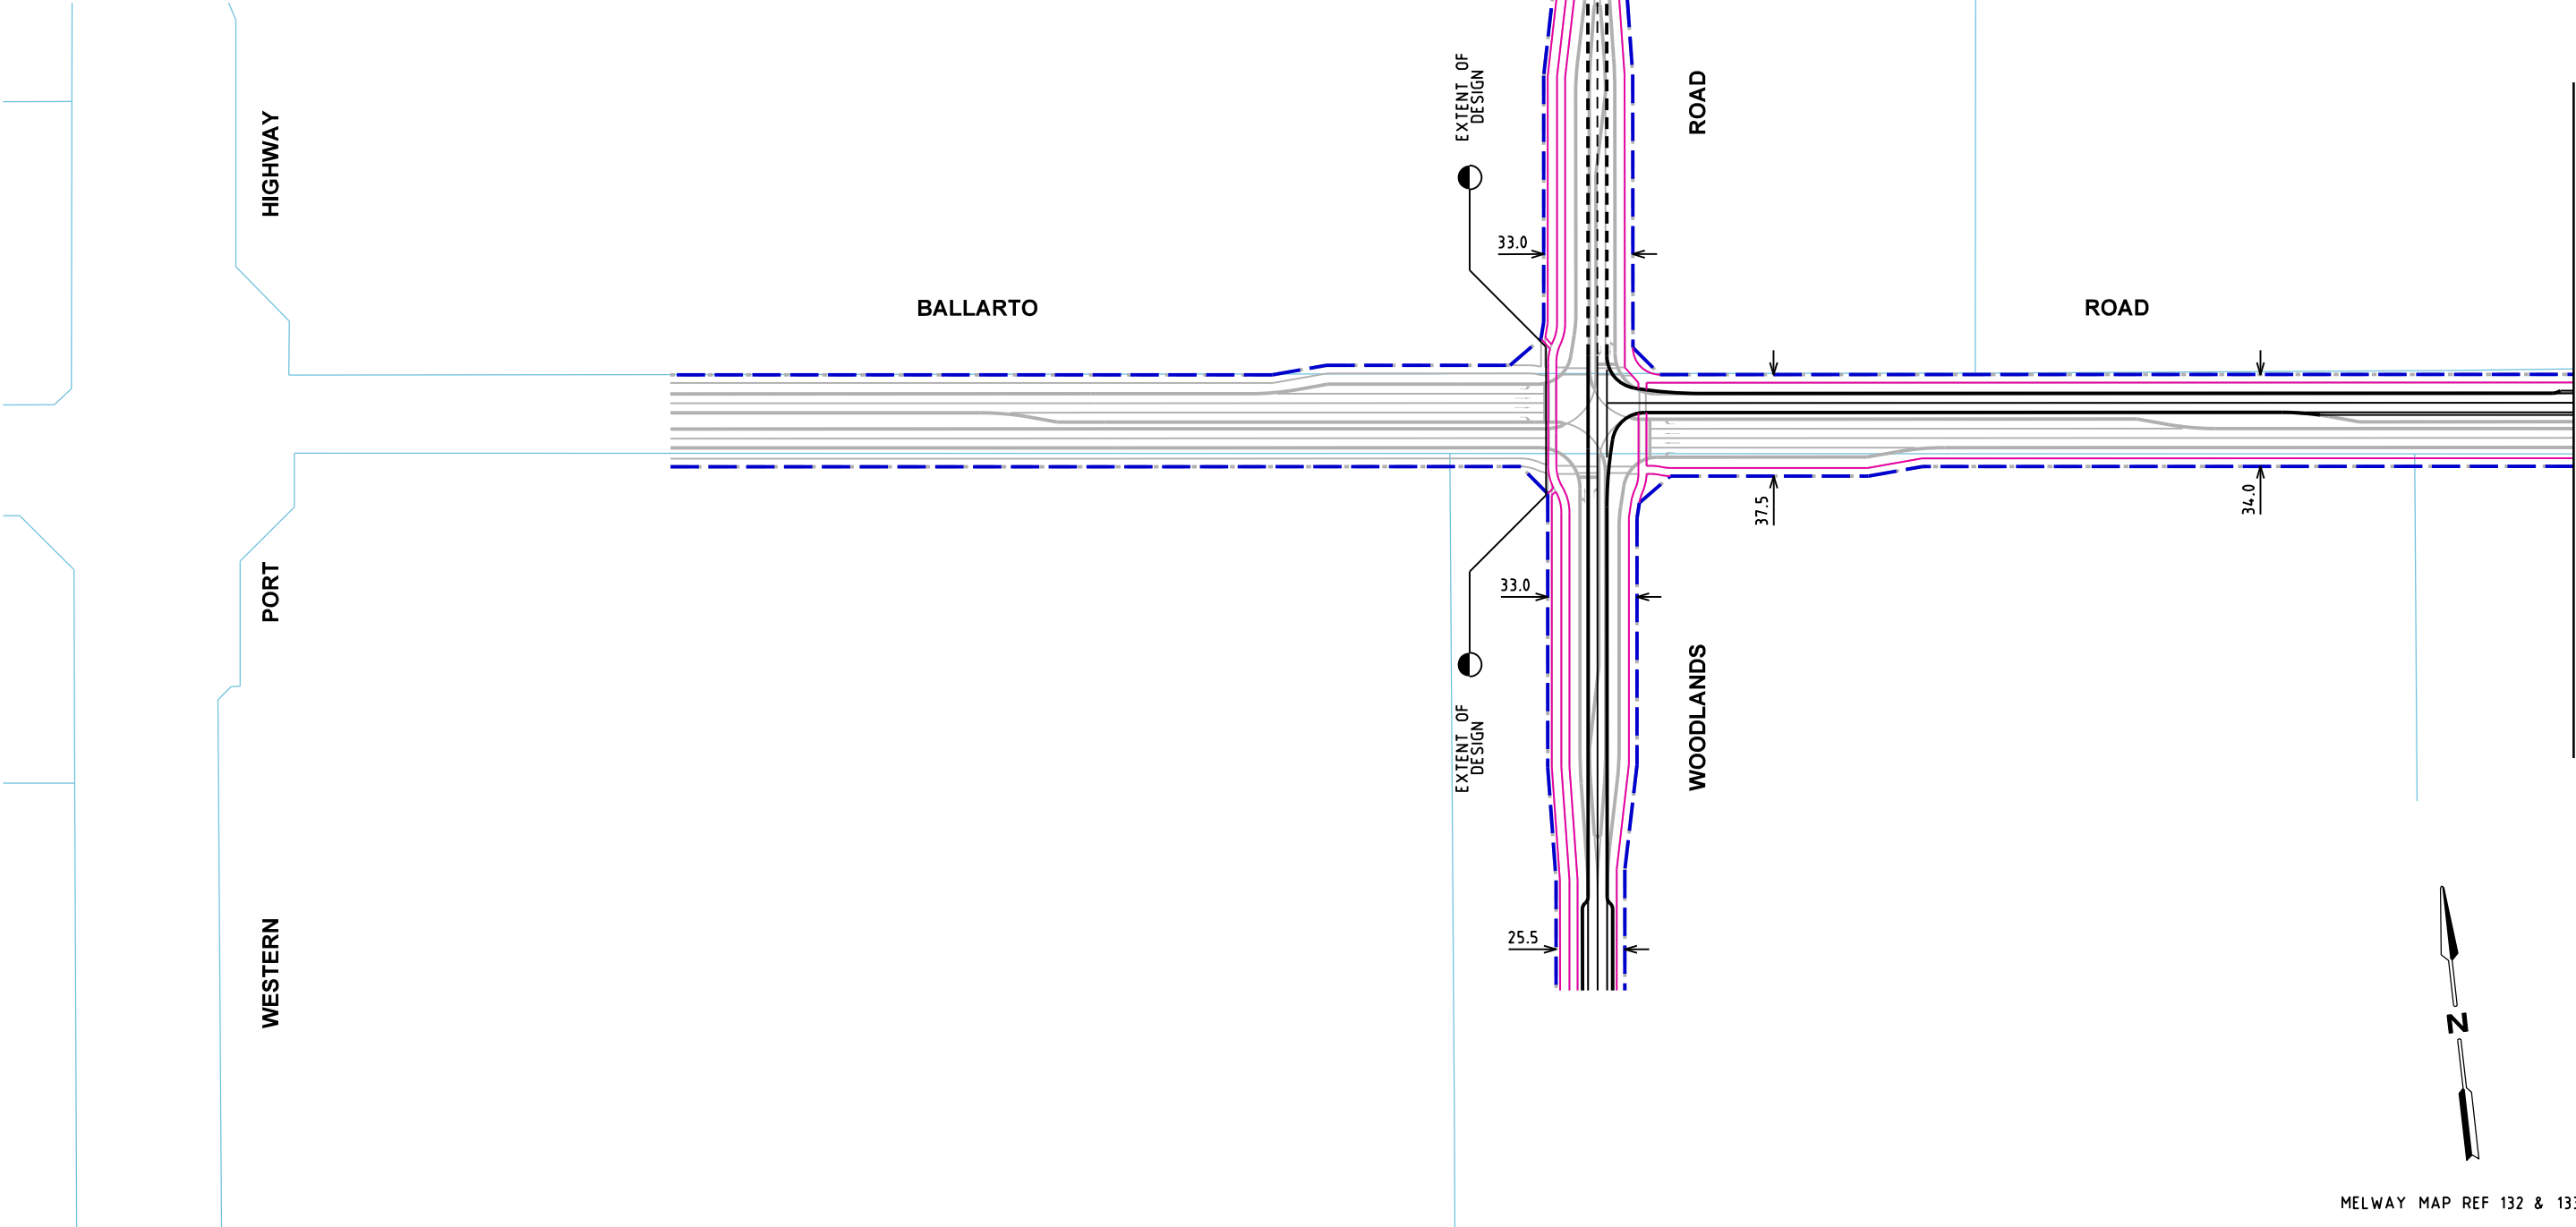 EXTENT OF
DESIGN
ROAD
HIGHWAY
33.0
BALLARTO
ROAD
37.5
34.0
33.0
PORT
WOODLANDS
EXTENT OF
DESIGN
WESTERN
25.5
N
MELWAY MAP REF 132 & 133